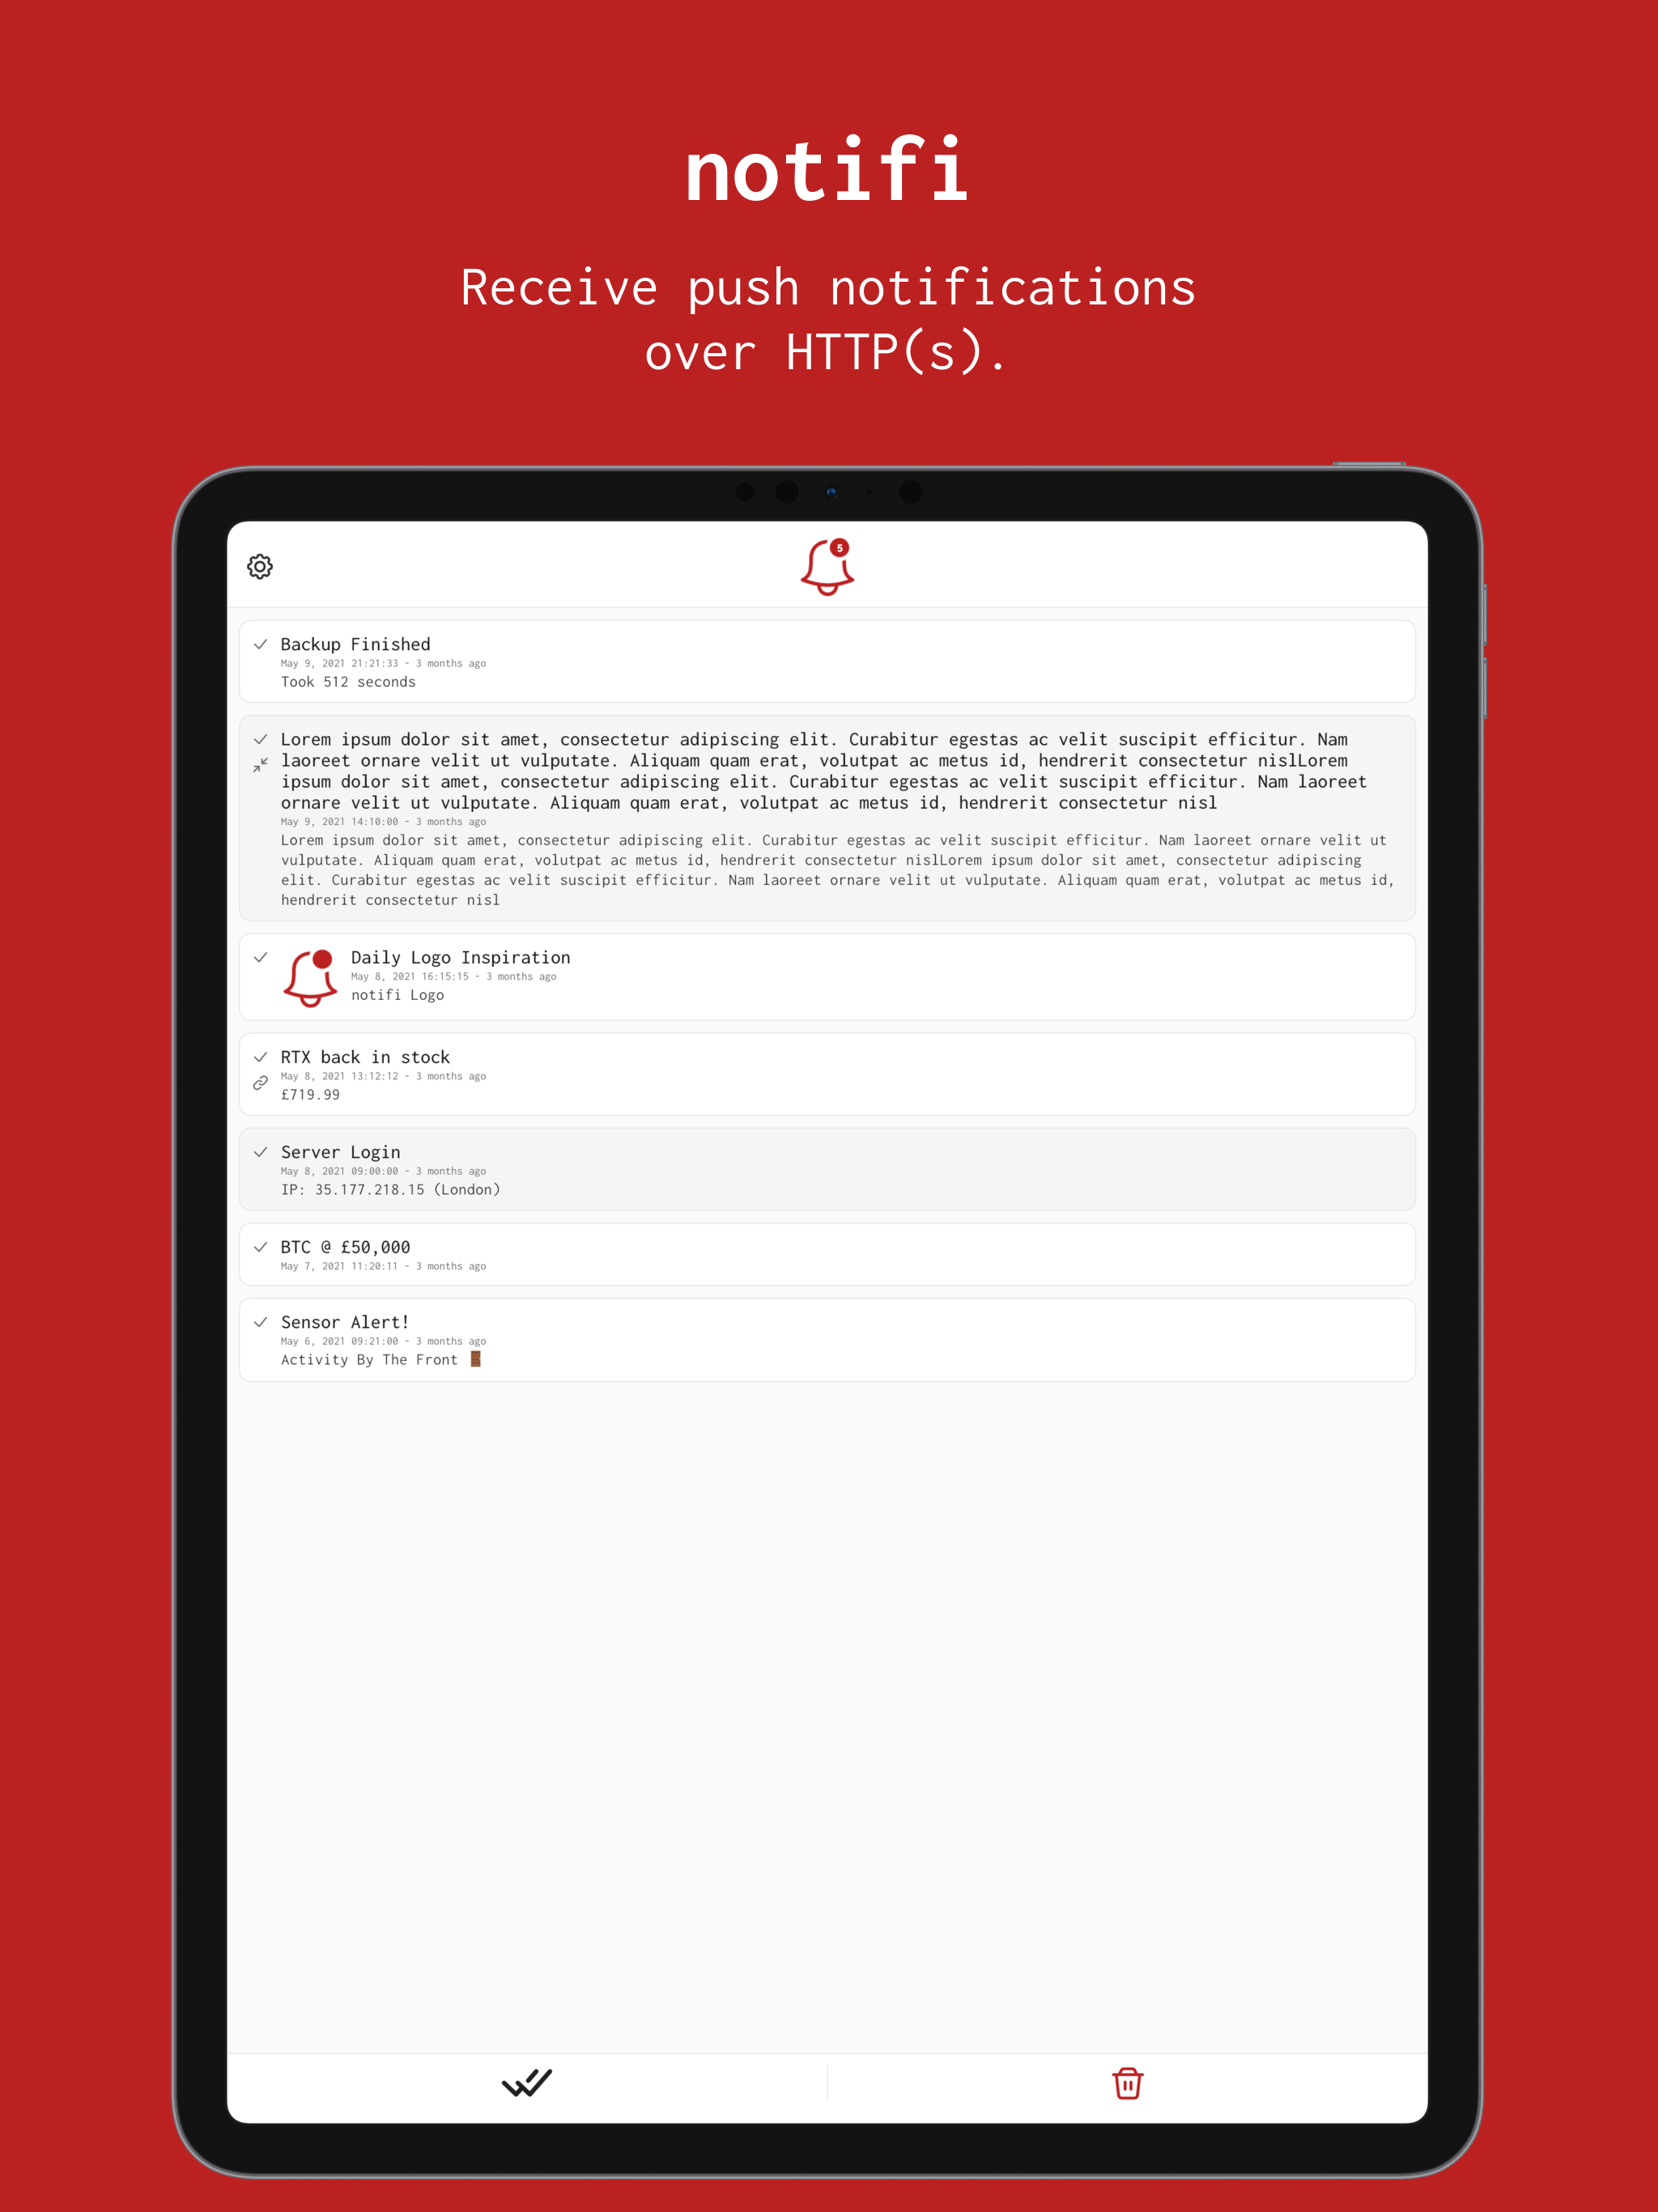 notifi
Receive push notifications
over HTTP(s).
5
Backup Finished
May 9, 2021 21:21:33 - 3 months ago
Took 512 seconds
Lorem ipsum dolor sit amet, consectetur adipiscing elit. Curabitur egestas ac velit suscipit efficitur. Nam
laoreet ornare velit ut vulputate. Aliquam quam erat, volutpat ac metus id, hendrerit consectetur nislLorem
ipsum dolor sit amet, consectetur adipiscing elit. Curabitur egestas ac velit suscipit efficitur. Nam laoreet
ornare velit ut vulputate. Aliquam quam erat, volutpat ac metus id, hendrerit consectetur nisl
May 9, 2021 14:10:00 - 3 months ago
Lorem ipsum dolor sit amet, consectetur adipiscing elit. Curabitur egestas ac velit suscipit efficitur. Nam laoreet ornare velit ut
vulputate. Aliquam quam erat, volutpat ac metus id, hendrerit consectetur nislLorem ipsum dolor sit amet, consectetur adipiscing
elit. Curabitur egestas ac velit suscipit efficitur. Nam laoreet ornare velit ut vulputate. Aliquam quam erat, volutpat ac metus id,
hendrerit consectetur nisl
Daily Logo Inspiration
May 8, 2021 16:15:15 - 3 months ago
notifi Logo
RTX back in stock
May 8, 2021 13:12:12 - 3 months ago
£719.99
Server Login
May 8, 2021 09:00:00 - 3 months ago
IP: 35.177.218.15 (London)
BTC @ £50,000
May 7, 2021 11:20:11 - 3 months ago
Sensor Alert!
May 6, 2021 09:21:00 - 3 months ago
Activity By The Front 🚪